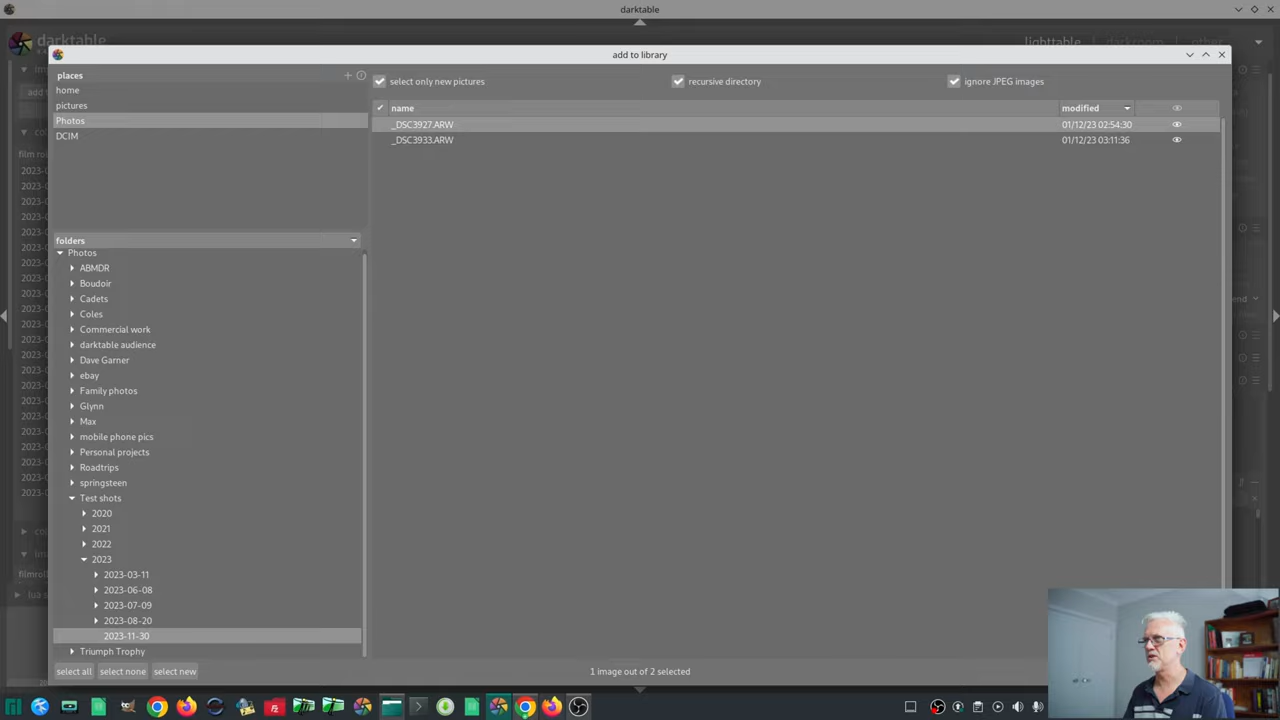 darktable
darktable
lighttable
darkroom
other
add to library
places
home
pictures
Photos
DCIM
select only new pictures
recursive directory
ignore JPEG images
name
modified
_DSC3927.ARW
01/12/23 02:54:30
_DSC3933.ARW
01/12/23 03:11:36
folders
Photos
ABMDR
Boudoir
Cadets
Coles
Commercial work
darktable audience
Dave Garner
ebay
Family photos
Glynn
Max
mobile phone pics
Personal projects
Roadtrips
springsteen
Test shots
2020
2021
2022
2023
2023-03-11
2023-06-08
2023-07-09
2023-08-20
2023-11-30
Triumph Trophy
select all
select none
select new
1 image out of 2 selected